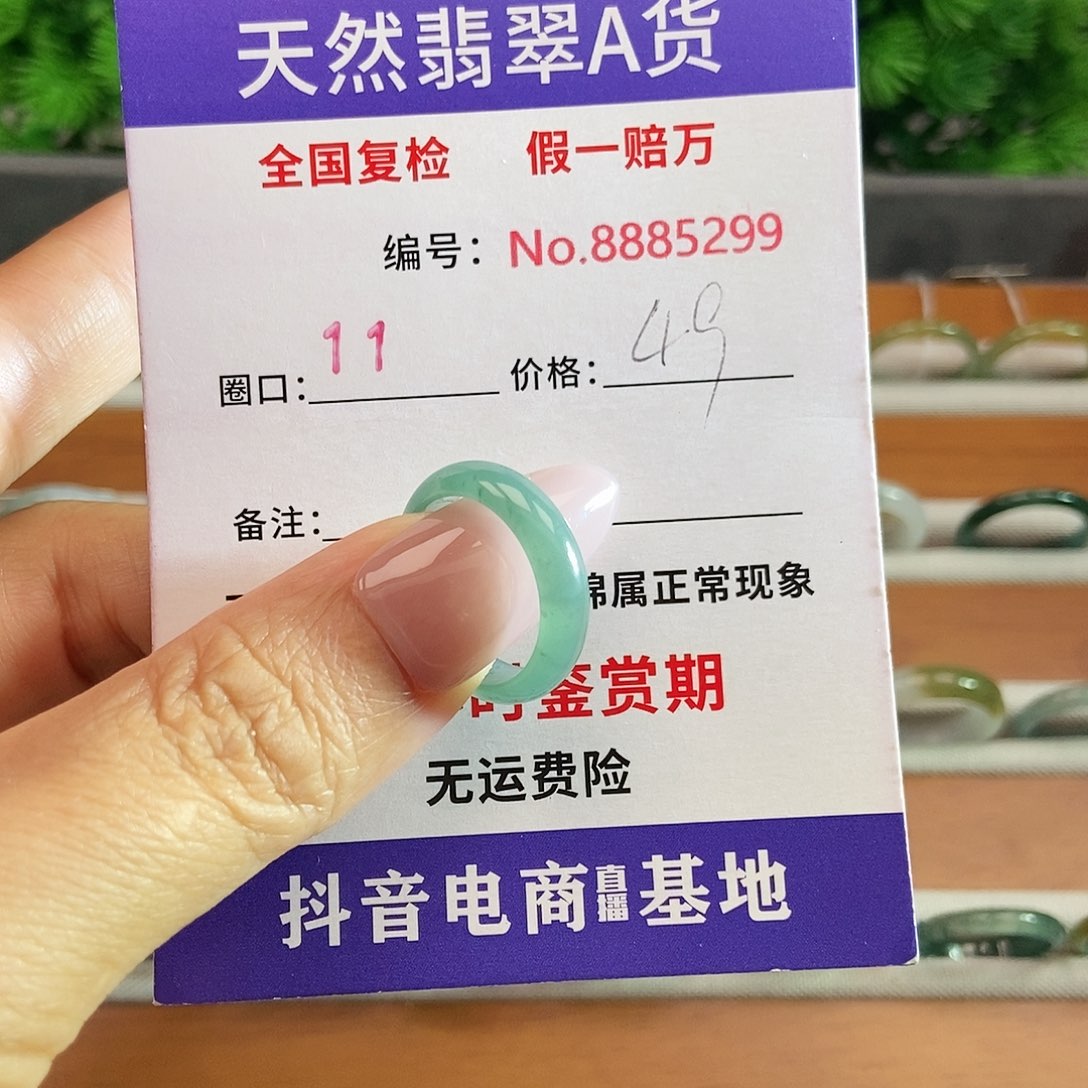 天然翡翠A货
全国复检 假一赔万
编号：No.8885299
圈口：11 价格：49
备注：
棉属正常现象
时鉴赏期
无运费险
抖音电商直播基地